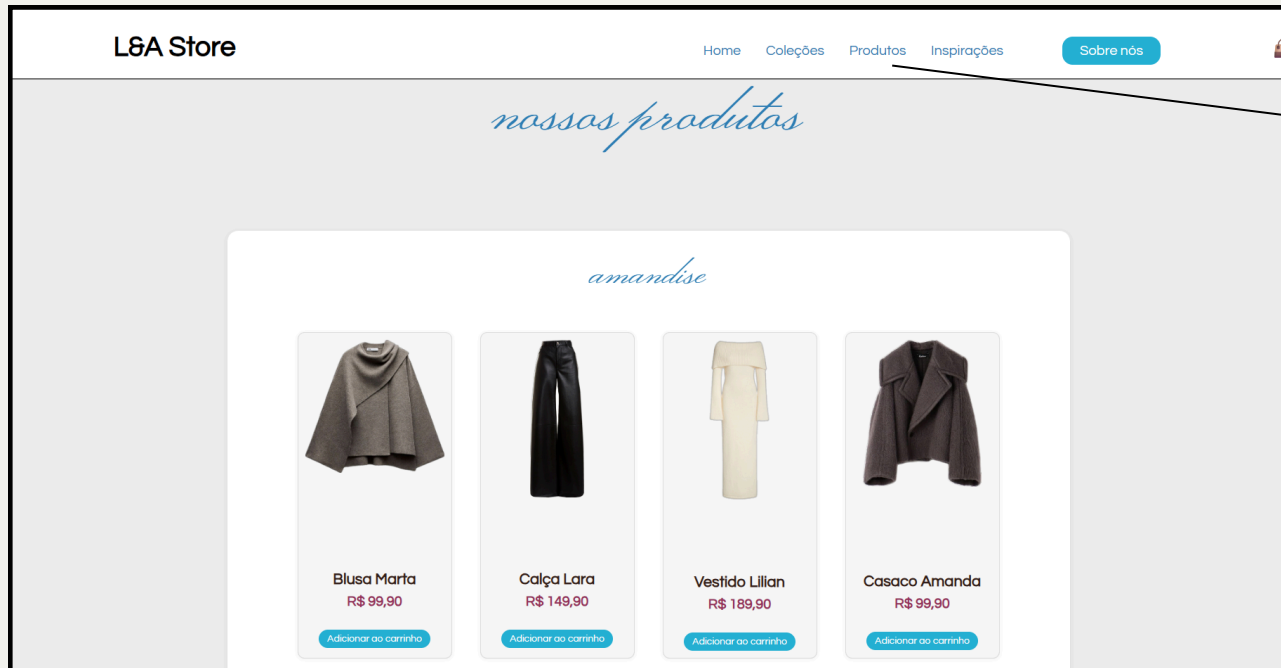 L&A Store
Home Coleções Produtos Inspirações Sobre nós
nossos produtos
amandise
Blusa Marta Calça Lara Vestido Lilian Casaco Amanda
R$ 99,90 R$ 149,90 R$ 189,90 R$ 99,90
Adicionar ao carrinho Adicionar ao carrinho Adicionar ao carrinho Adicionar ao carrinho